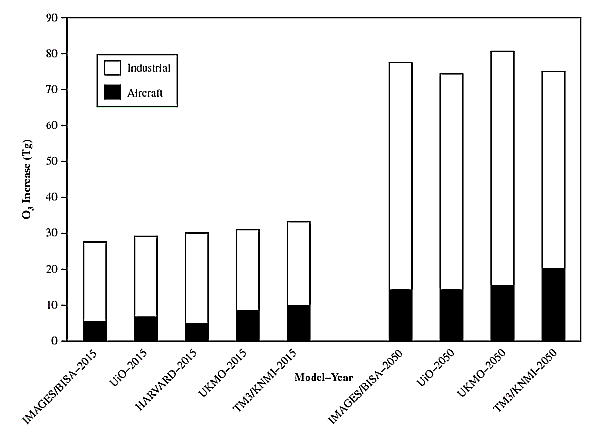 90
80
70
60
50
40
30
20
10
0
O3 Increase (Tg)
Industrial
Aircraft
IMAGES/BISA–2015
UiO–2015
HARVARD–2015
UKMO–2015
TM3/KNMI–2015
IMAGES/BISA–2050
UiO–2050
UKMO–2050
TM3/KNMI–2050
Model–Year